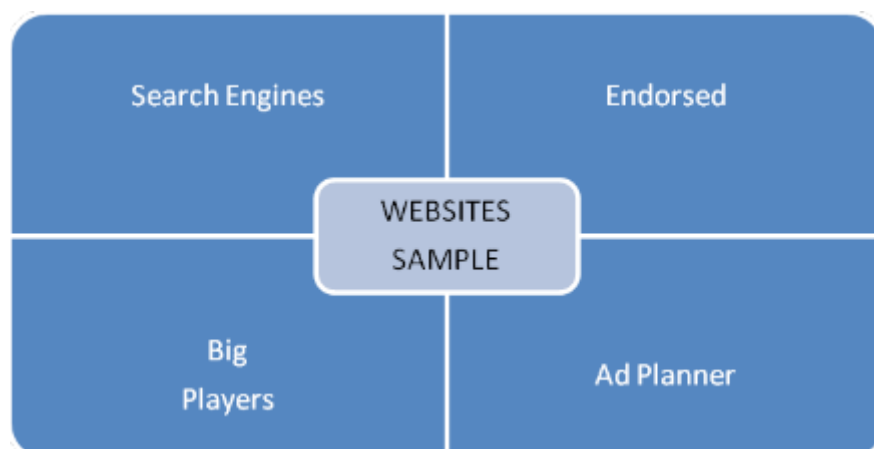 Search Engines
Endorsed
WEBSITES
SAMPLE
Big
Players
Ad Planner